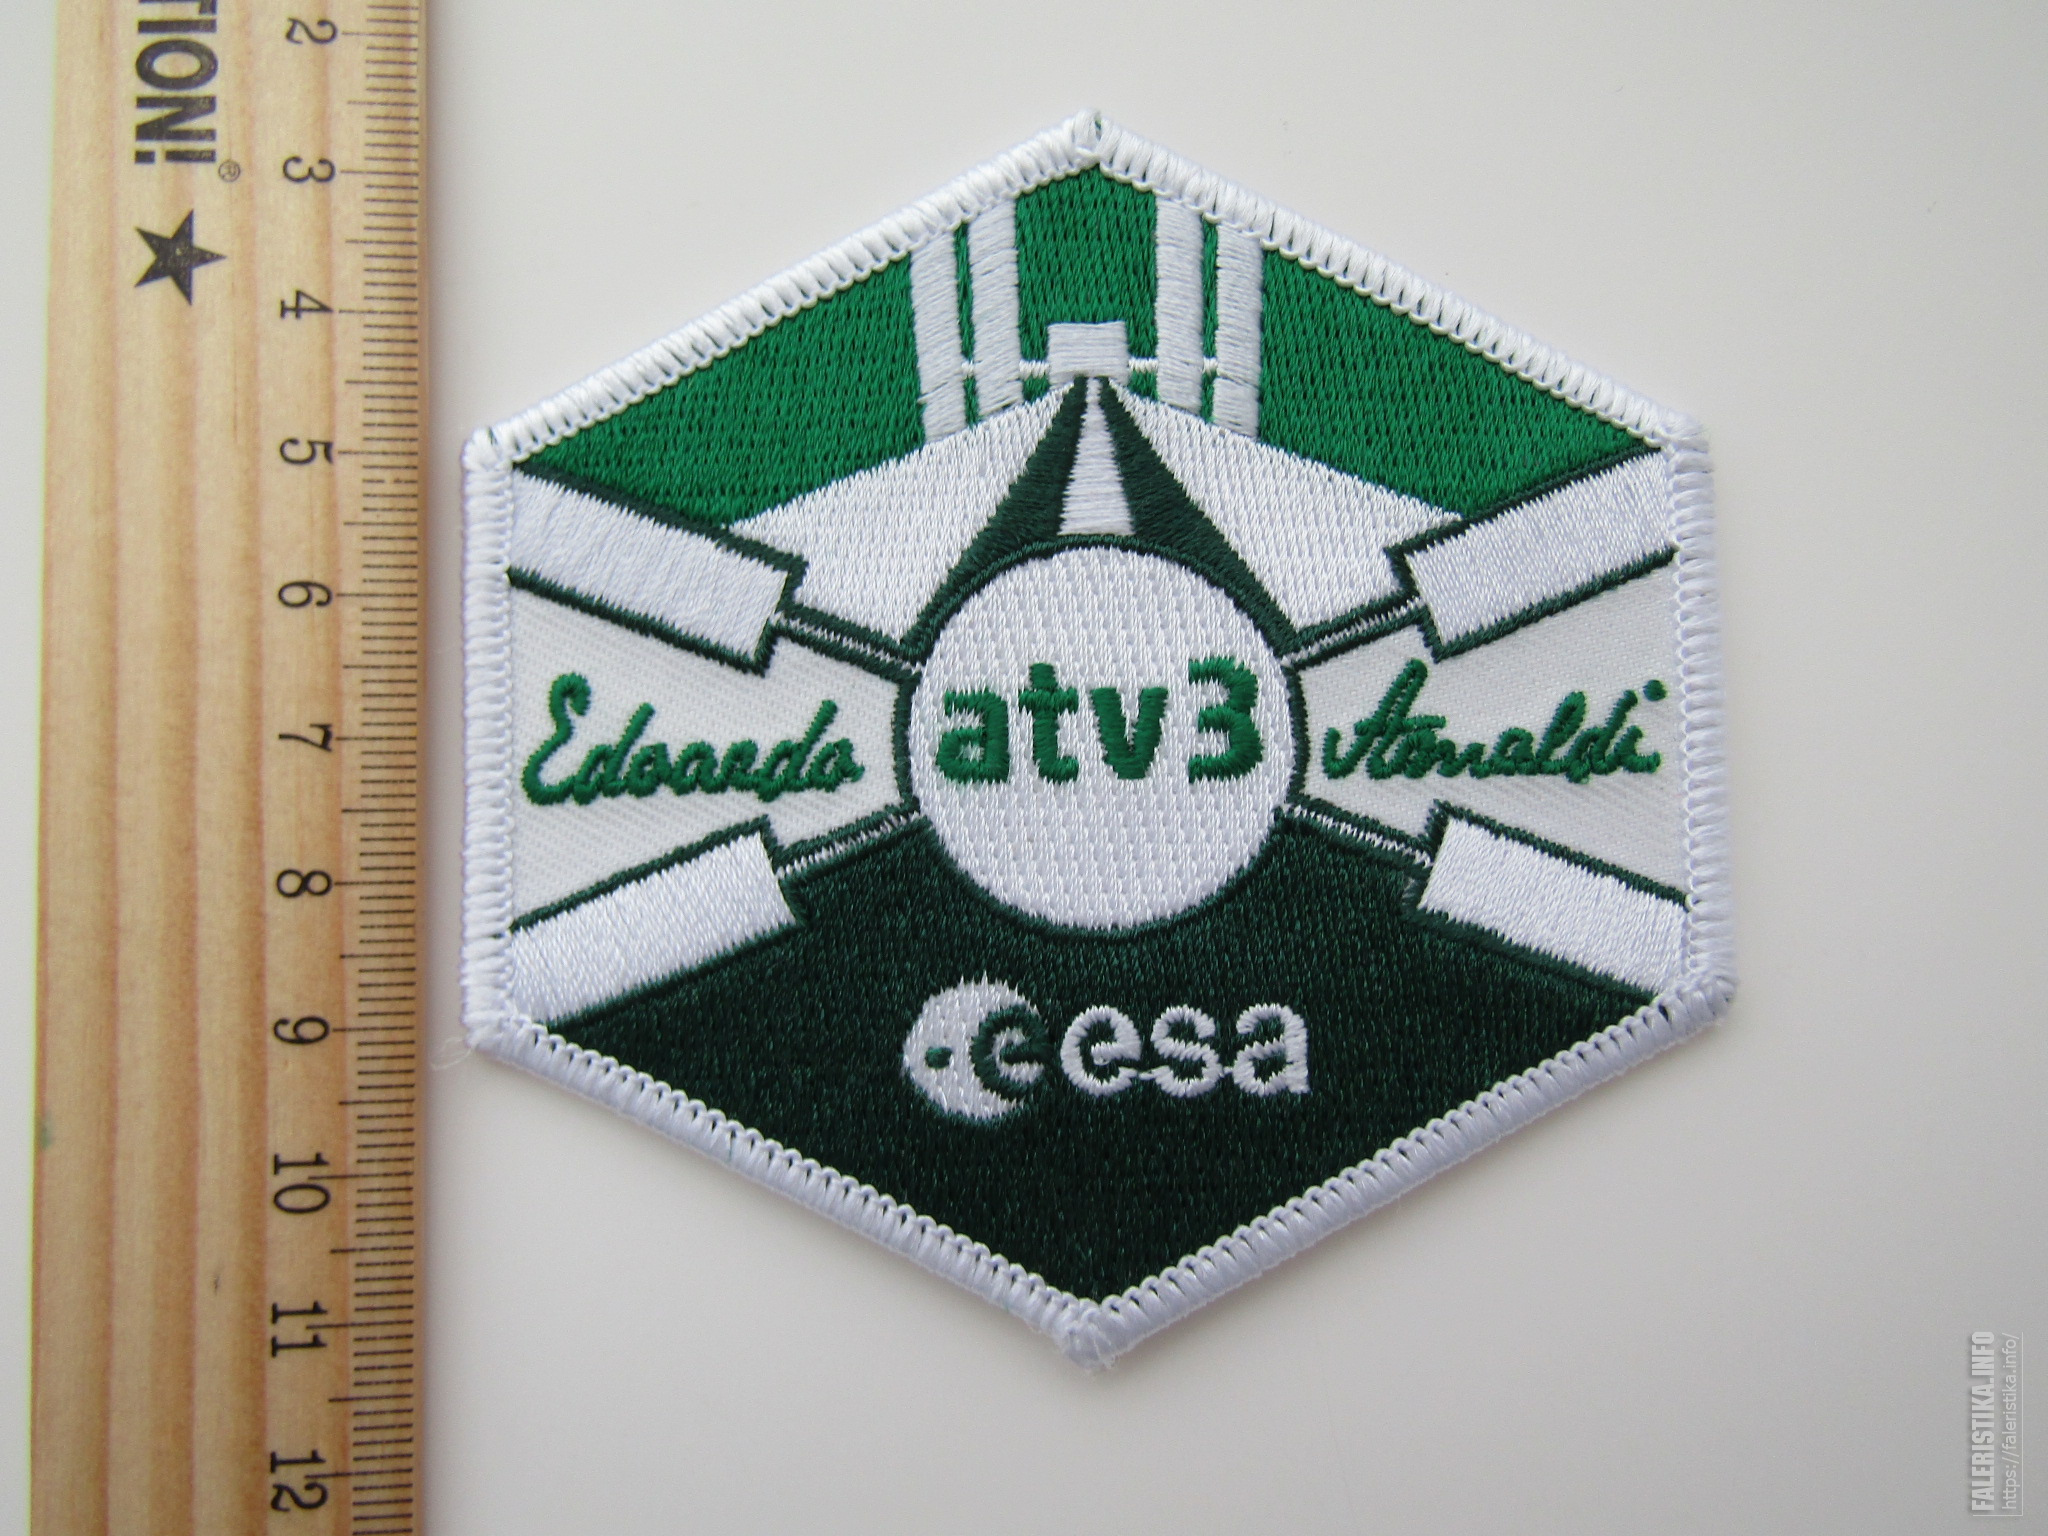 TION!®
2
3
4
5
6
7
8
9
10
11
12
Edoardo atv3 Amaldi
e esa
FALERISTIKA.INFO
https://faleristika.info/